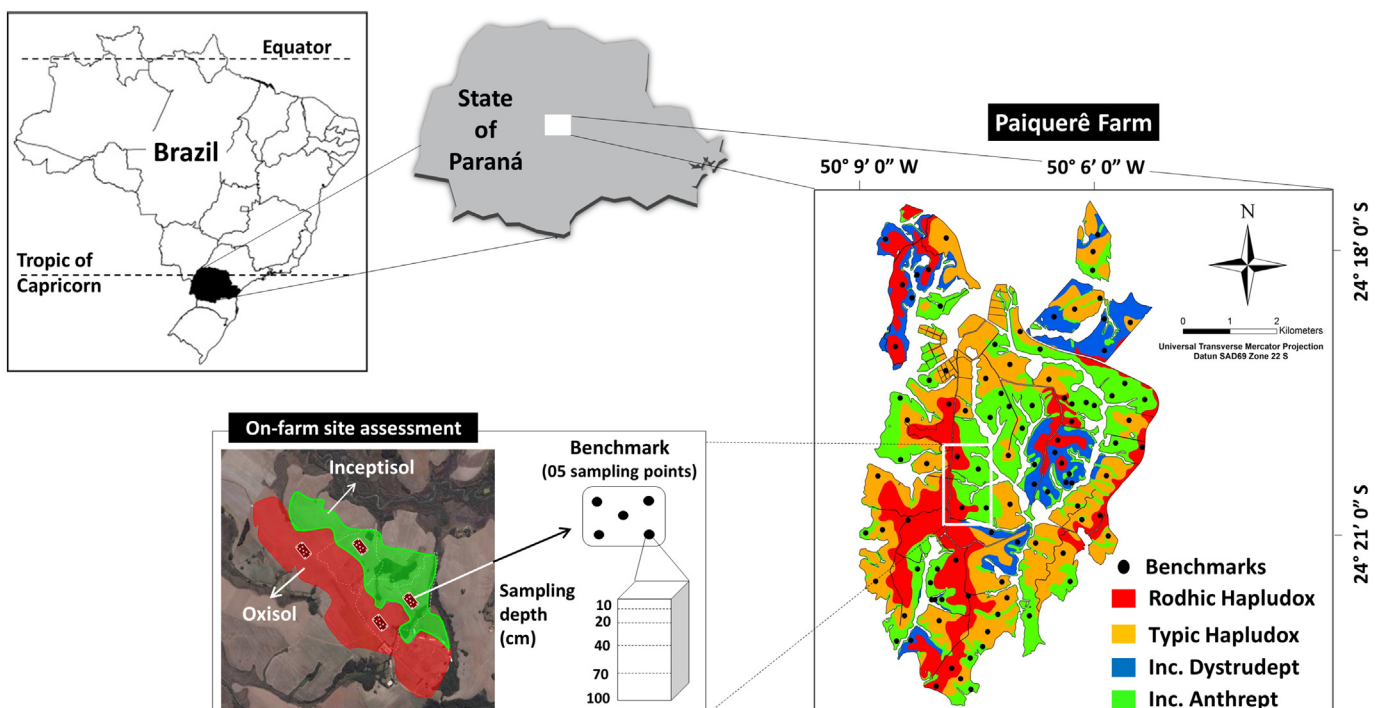 Equator
Brazil
Tropic of
Capricorn
State
of
Paraná
Paiquerê Farm
50° 9' 0" W
50° 6' 0" W
24° 18' 0" S
24° 21' 0" S
N
0 1 2
Kilometers
Universal Transverse Mercator Projection
Datun SAD69 Zone 22 S
Benchmarks
Rodhic Hapludox
Typic Hapludox
Inc. Dystrudept
Inc. Anthrept
On-farm site assessment
Inceptisol
Oxisol
Benchmark
(05 sampling points)
Sampling
depth
(cm)
10
20
40
70
100